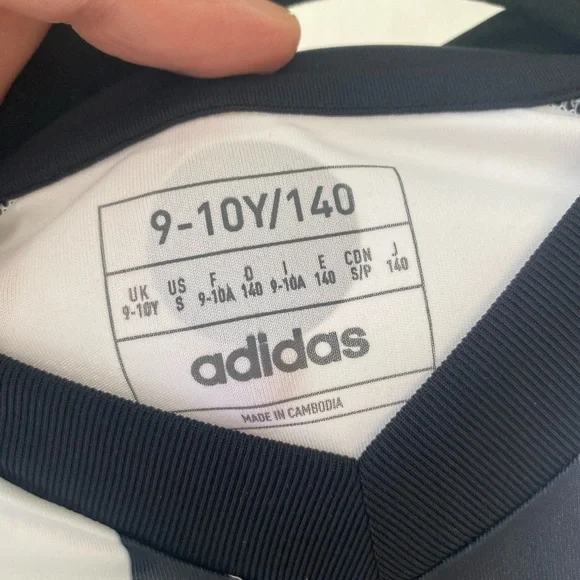 9-10Y/140
UK US F D I E CDN J
9-10Y S 9-10A 140 9-10A 140 S/P 140
adidas
MADE IN CAMBODIA